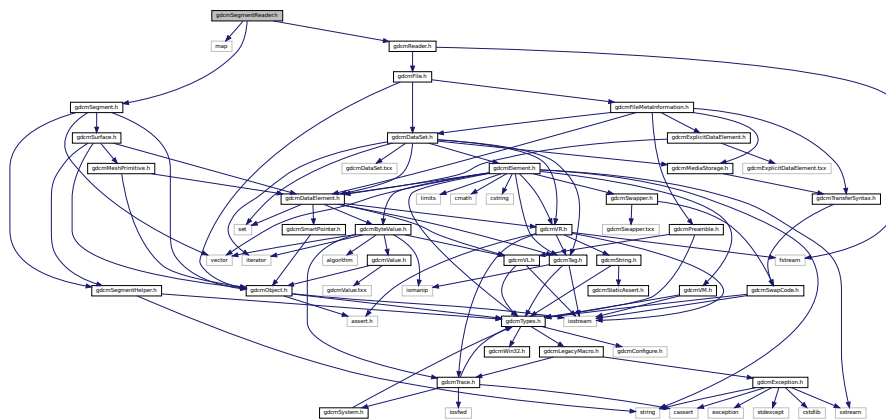 gdcmSegmentReader.h
map
gdcmReader.h
gdcmFile.h
gdcmSegment.h
gdcmFileMetaInformation.h
gdcmSurface.h
gdcmDataSet.h
gdcmExplicitDataElement.h
gdcmMeshPrimitive.h
gdcmDataSet.txx
gdcmElement.h
gdcmMediaStorage.h
gdcmExplicitDataElement.txx
gdcmDataElement.h
limits
cmath
cstring
gdcmSwapper.h
gdcmTransferSyntax.h
set
gdcmSmartPointer.h
gdcmByteValue.h
gdcmVR.h
gdcmSwapper.txx
gdcmPreamble.h
vector
iterator
algorithm
gdcmValue.h
gdcmVL.h
gdcmTag.h
gdcmString.h
fstream
gdcmSegmentHelper.h
gdcmObject.h
gdcmValue.txx
iomanip
gdcmStaticAssert.h
gdcmVM.h
gdcmSwapCode.h
assert.h
gdcmTypes.h
iostream
gdcmWin32.h
gdcmLegacyMacro.h
gdcmConfigure.h
gdcmTrace.h
gdcmException.h
gdcmSystem.h
iosfwd
string
cassert
exception
stdexcept
cstdlib
sstream